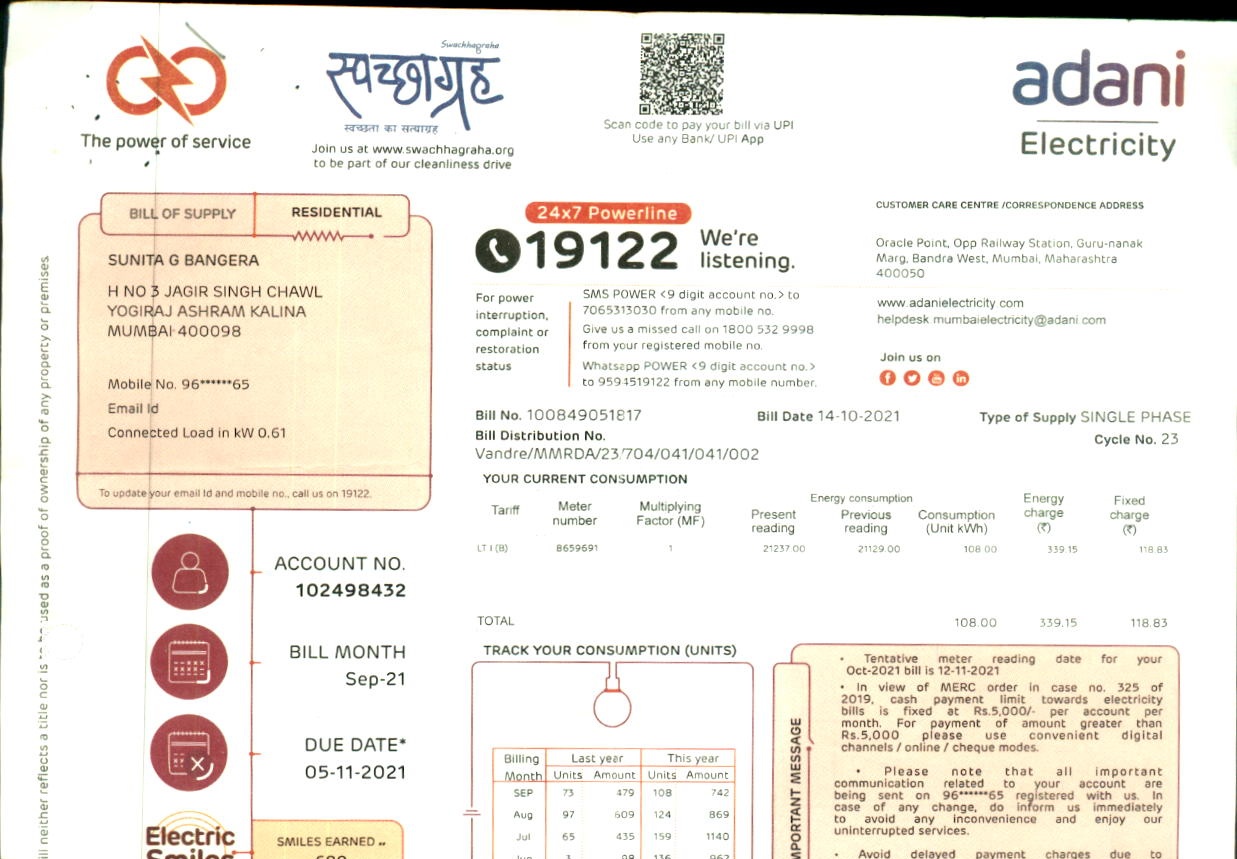 The power of service
Swachhagraha
स्वच्छाग्रह
स्वच्छता का सत्याग्रह
Join us at www.swachhagraha.org
to be part of our cleanliness drive
Scan code to pay your bill via UPI
Use any Bank/ UPI App
adani
Electricity
BILL OF SUPPLY
RESIDENTIAL
SUNITA G BANGERA
H NO 3 JAGIR SINGH CHAWL
YOGIRAJ ASHRAM KALINA
MUMBAI 400098
Mobile No. 96******65
Email Id
Connected Load in kW 0.61
To update your email Id and mobile no., call us on 19122.
24x7 Powerline
19122 We're
listening.
For power
interruption,
complaint or
restoration
status
SMS POWER <9 digit account no.> to
7065313030 from any mobile no.
Give us a missed call on 1800 532 9998
from your registered mobile no.
Whatsapp POWER <9 digit account no.>
to 9594519122 from any mobile number.
CUSTOMER CARE CENTRE /CORRESPONDENCE ADDRESS
Oracle Point, Opp Railway Station, Guru-nanak
Marg, Bandra West, Mumbai, Maharashtra
400050
www.adanielectricity com
helpdesk mumbaielectricity@adani com
Join us on
Bill No. 100849051817 Bill Date 14-10-2021 Type of Supply SINGLE PHASE
Bill Distribution No. Cycle No. 23
Vandre/MMRDA/23/704/041/041/002
YOUR CURRENT CONSUMPTION
Tariff
Meter
number
Multiplying
Factor (MF)
Energy consumption
Present
reading
Previous
reading
Consumption
(Unit kWh)
Energy
charge
(₹)
Fixed
charge
(₹)
LT I (B) 8659691 1 21237.00 21129.00 108.00 339.15 118.83
TOTAL 108.00 339.15 118.83
ACCOUNT NO.
102498432
BILL MONTH
Sep-21
DUE DATE*
05-11-2021
Electric
Smiles
SMILES EARNED
TRACK YOUR CONSUMPTION (UNITS)
Billing Last year This year
Month Units Amount Units Amount
SEP 73 479 108 742
Aug 97 609 124 869
Jul 65 435 159 1140
Jun 3 98 136 962
IMPORTANT MESSAGE
• Tentative meter reading date for your
Oct-2021 bill is 12-11-2021
• In view of MERC order in case no. 325 of
2019, cash payment limit towards electricity
bills is fixed at Rs.5,000/- per account per
month. For payment of amount greater than
Rs.5,000 please use convenient digital
channels / online / cheque modes.
• Please note that all important
communication related to your account are
being sent on 96******65 registered with us. In
case of any change, do inform us immediately
to avoid any inconvenience and enjoy our
uninterrupted services.
• Avoid delayed payment charges due to
ill neither reflects a title nor is to be used as a proof of ownership of any property or premises.